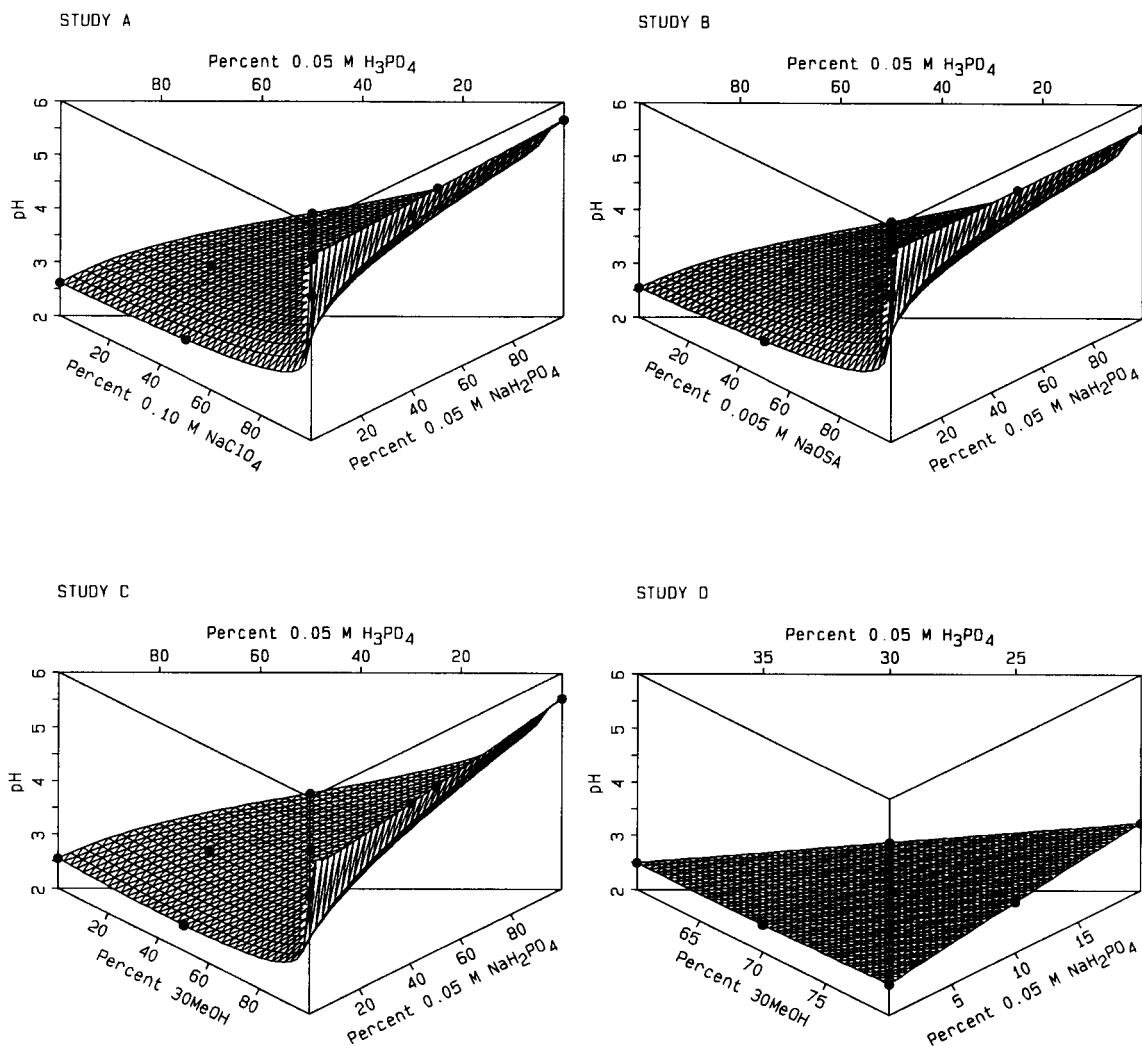 STUDY A
Percent 0.05 M H3PO4
80 60 40 20
6
5
4
3
2
pH
20
40
60
80
Percent 0.10 M NaClO4
20
40
60
80
Percent 0.05 M NaH2PO4
STUDY B
Percent 0.05 M H3PO4
80 60 40 20
6
5
4
3
2
pH
20
40
60
80
Percent 0.005 M NaOSA
20
40
60
80
Percent 0.05 M NaH2PO4
STUDY C
Percent 0.05 M H3PO4
80 60 40 20
6
5
4
3
2
pH
20
40
60
80
Percent 30MeOH
20
40
60
80
Percent 0.05 M NaH2PO4
STUDY D
Percent 0.05 M H3PO4
35 30 25
6
5
4
3
2
pH
65
70
75
Percent 30MeOH
5
10
15
Percent 0.05 M NaH2PO4